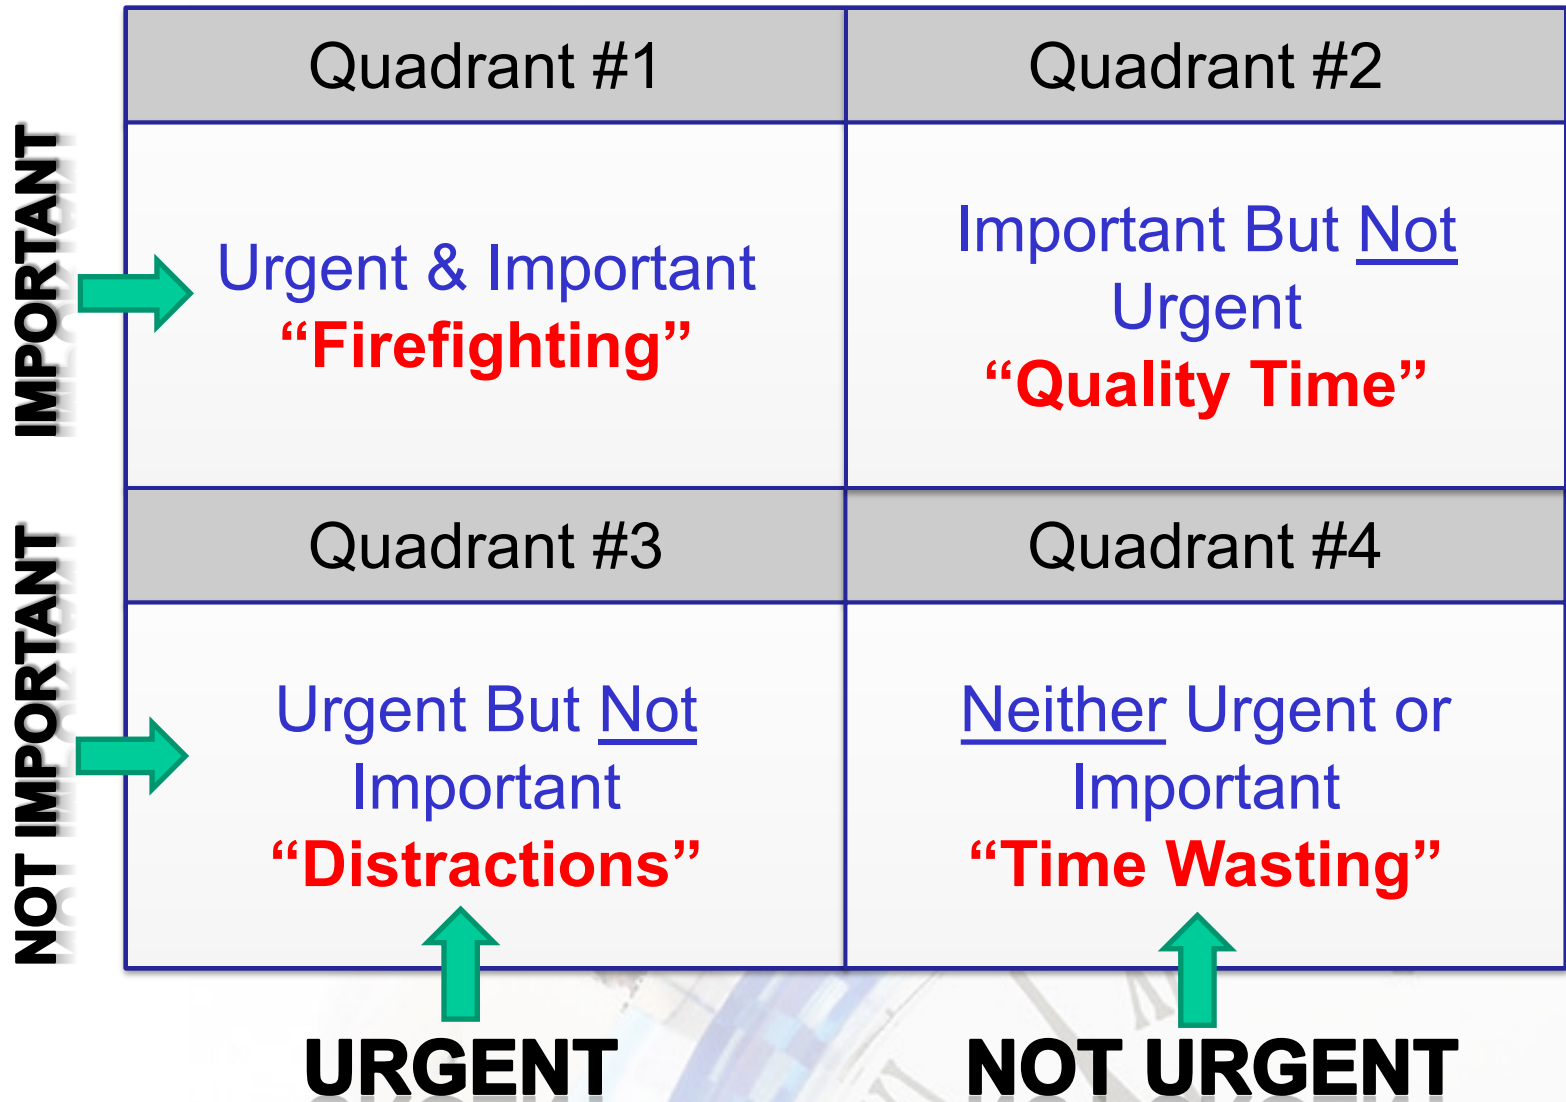 Quadrant #1
Quadrant #2
IMPORTANT
Urgent & Important
“Firefighting”
Important But Not
Urgent
“Quality Time”
Quadrant #3
Quadrant #4
NOT IMPORTANT
Urgent But Not
Important
“Distractions”
Neither Urgent or
Important
“Time Wasting”
URGENT
NOT URGENT